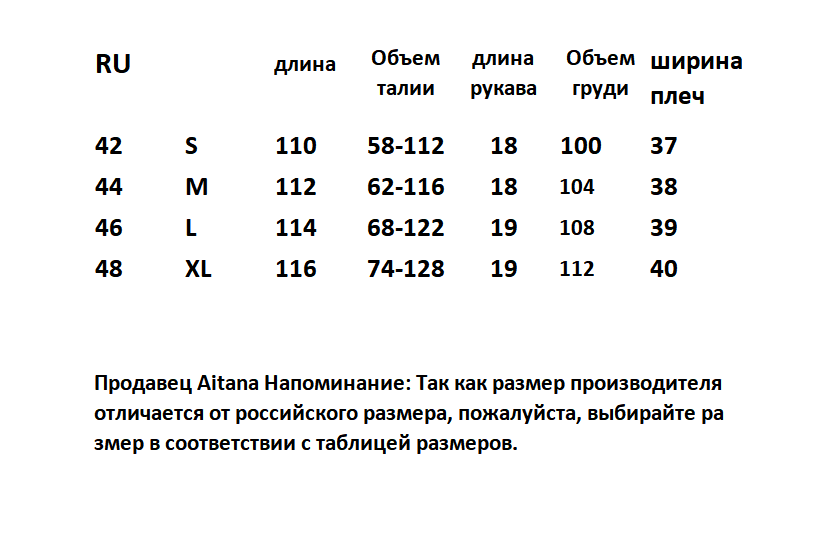 RU длина Объем талии длина рукава Объем груди ширина плеч
42 S 110 58-112 18 100 37
44 M 112 62-116 18 104 38
46 L 114 68-122 19 108 39
48 XL 116 74-128 19 112 40
Продавец Aitana Напоминание: Так как размер производителя
отличается от российского размера, пожалуйста, выбирайте ра
змер в соответствии с таблицей размеров.